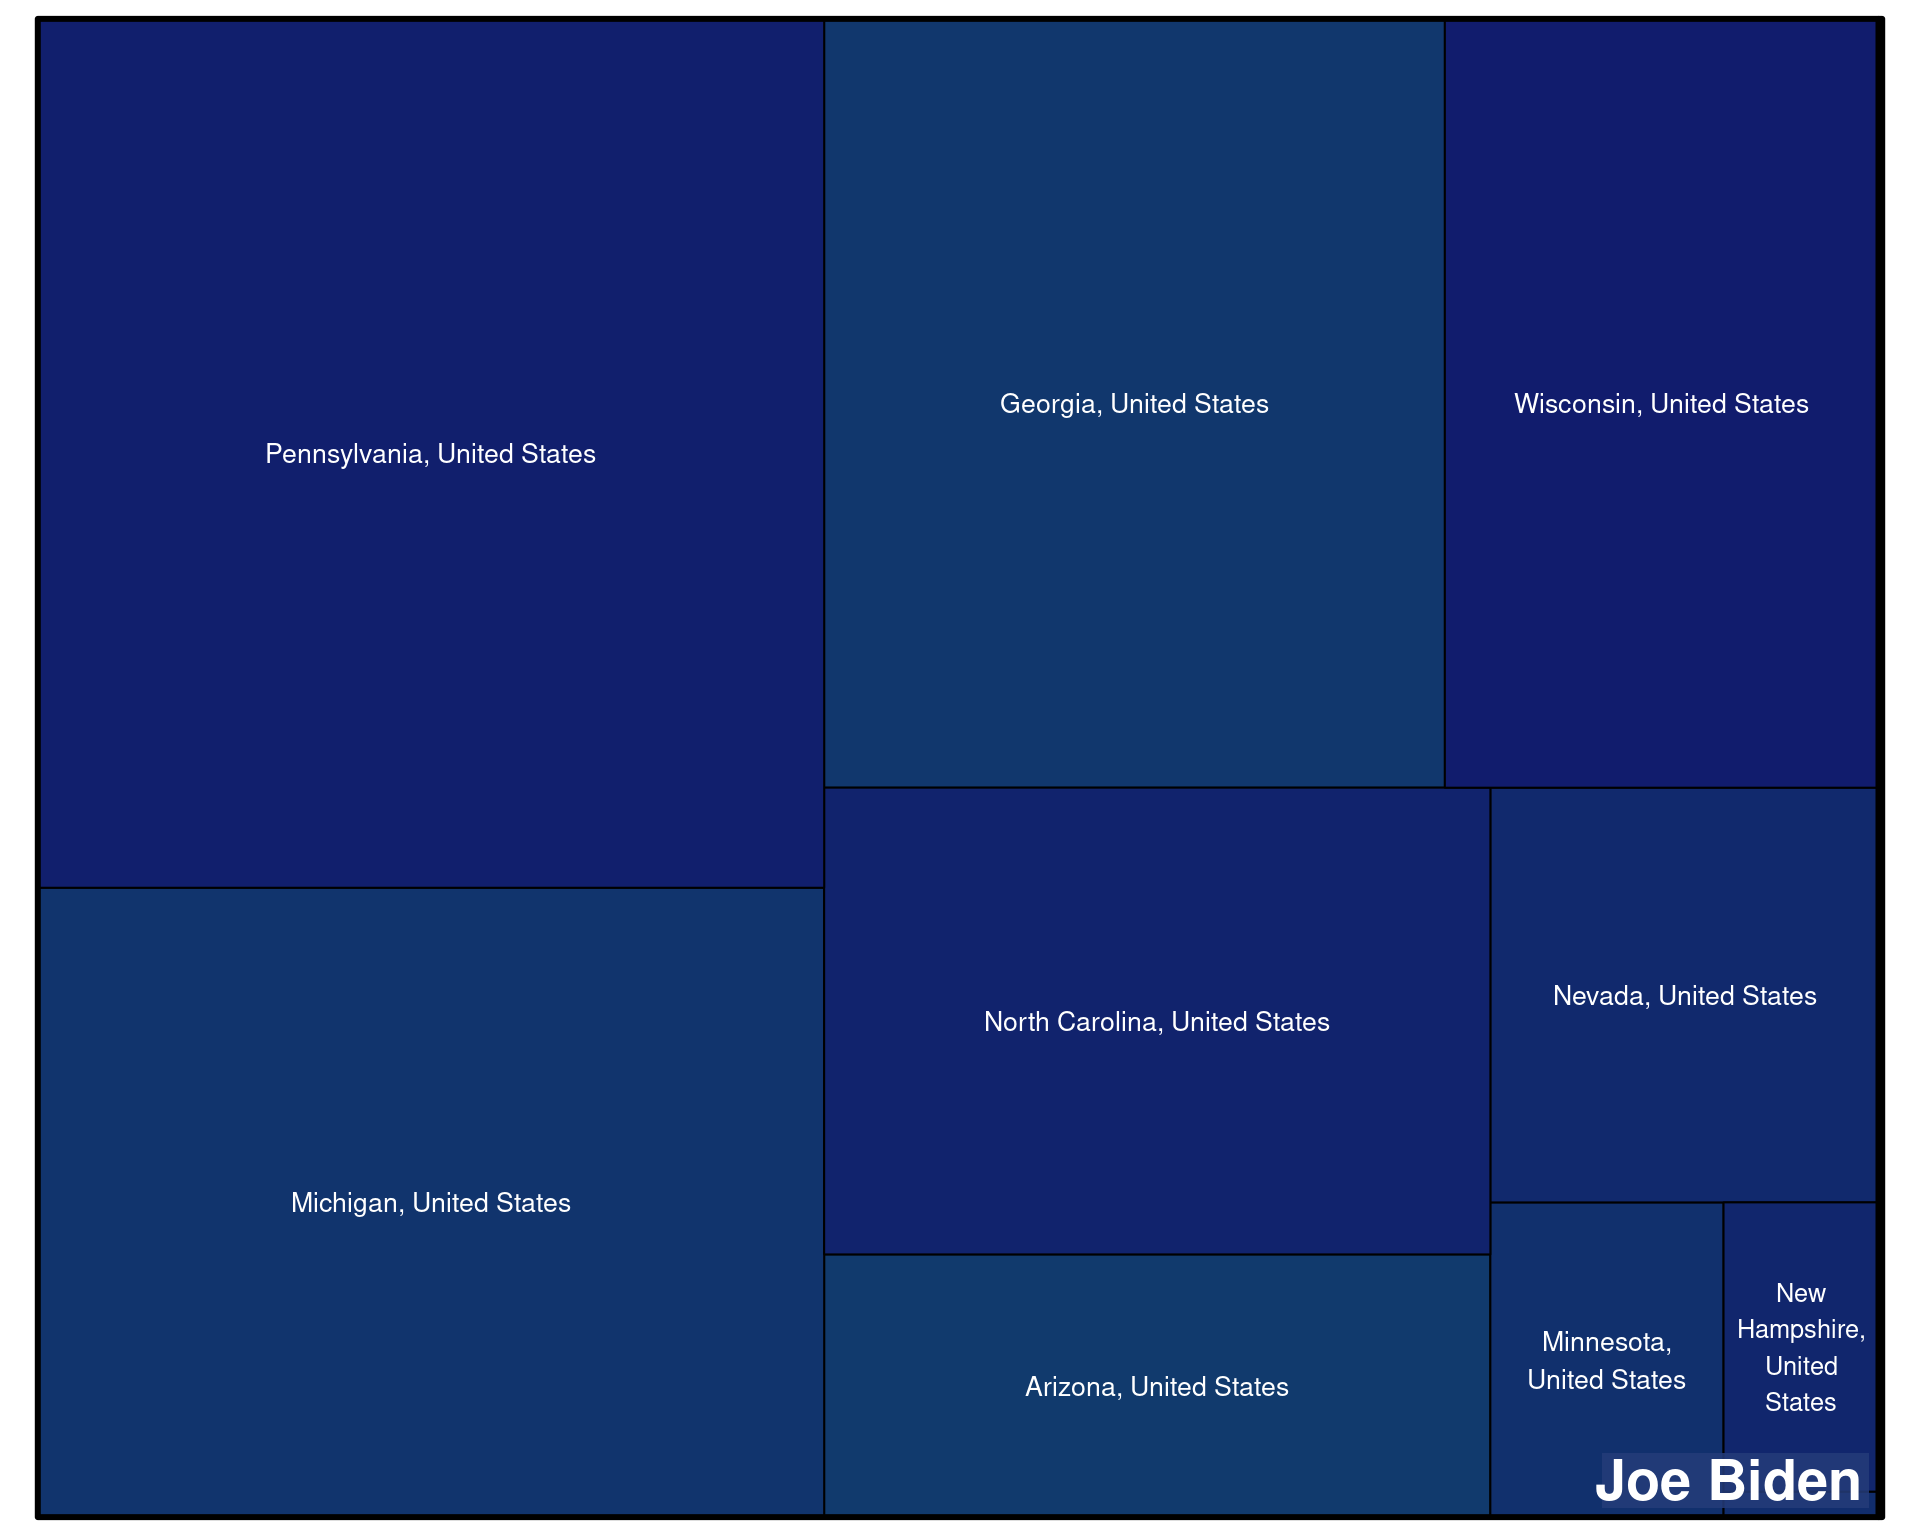 Pennsylvania, United States
Georgia, United States
Wisconsin, United States
North Carolina, United States
Nevada, United States
Michigan, United States
Arizona, United States
Minnesota,
United States
New
Hampshire,
United
States
Joe Biden